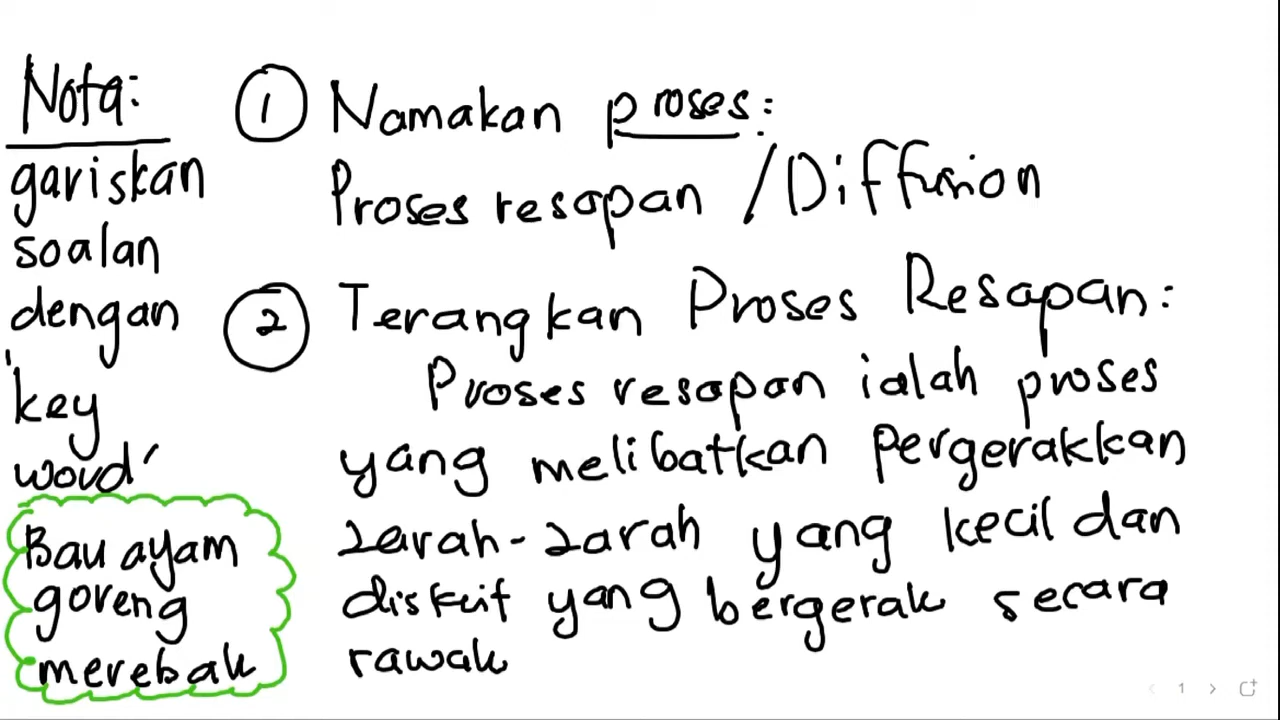 Nota:
gariskan
soalan
dengan
'key
word'
Bau ayam
goreng
merebak
1 Namakan proses:
Proses resapan / Diffusion
2 Terangkan Proses Resapan:
Proses resapan ialah proses
yang melibatkan pergerakkan
zarah-zarah yang kecil dan
diskrit yang bergerak secara
rawak
1